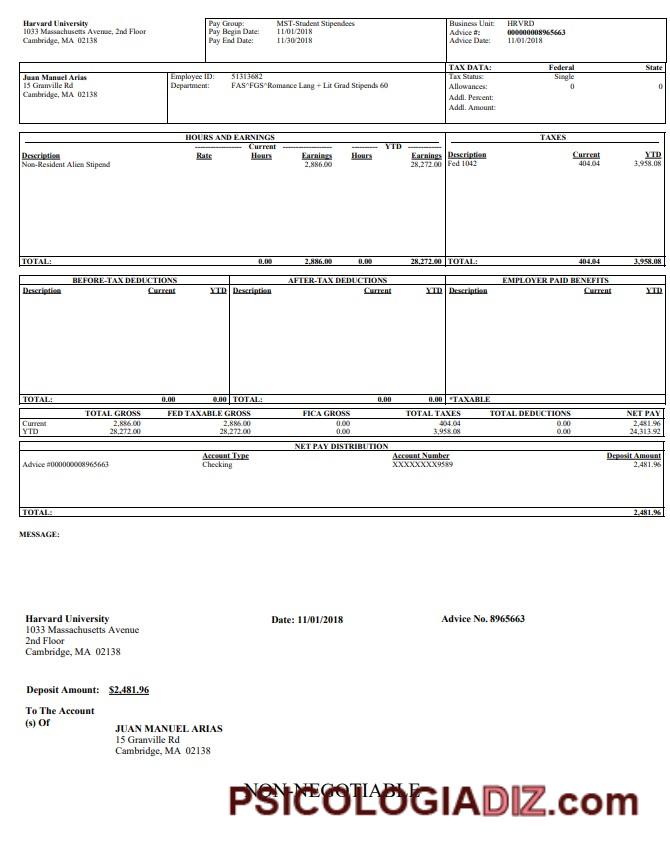 Harvard University
1033 Massachusetts Avenue, 2nd Floor
Cambridge, MA 02138
Pay Group: MST-Student Stipendees
Pay Begin Date: 11/01/2018
Pay End Date: 11/30/2018
Business Unit: HRVRD
Advice #: 000000008965663
Advice Date: 11/01/2018
Juan Manuel Arias
15 Granville Rd
Cambridge, MA 02138
Employee ID: 51313682
Department: FAS^FGS^Romance Lang + Lit Grad Stipends 60
TAX DATA: Federal State
Tax Status: Single
Allowances: 0 0
Addl. Percent:
Addl. Amount:
HOURS AND EARNINGS
------------------ Current ------------------- ---------- YTD -------------
Description Rate Hours Earnings Hours Earnings
Non-Resident Alien Stipend 2,886.00 28,272.00
TOTAL: 0.00 2,886.00 0.00 28,272.00
TAXES
Description Current YTD
Fed 1042 404.04 3,958.08
TOTAL: 404.04 3,958.08
BEFORE-TAX DEDUCTIONS
Description Current YTD
TOTAL: 0.00 0.00
AFTER-TAX DEDUCTIONS
Description Current YTD
TOTAL: 0.00 0.00
EMPLOYER PAID BENEFITS
Description Current YTD
*TAXABLE
TOTAL GROSS FED TAXABLE GROSS FICA GROSS TOTAL TAXES TOTAL DEDUCTIONS NET PAY
Current 2,886.00 2,886.00 0.00 404.04 0.00 2,481.96
YTD 28,272.00 28,272.00 0.00 3,958.08 0.00 24,313.92
NET PAY DISTRIBUTION
Account Type Account Number Deposit Amount
Advice #000000008965663 Checking XXXXXXXX9589 2,481.96
TOTAL: 2,481.96
MESSAGE:
Harvard University
1033 Massachusetts Avenue
2nd Floor
Cambridge, MA 02138
Date: 11/01/2018
Advice No. 8965663
Deposit Amount: $2,481.96
To The Account
(s) Of
JUAN MANUEL ARIAS
15 Granville Rd
Cambridge, MA 02138
NON-NEGOTIABLE
PSICOLOGIADIZ.com